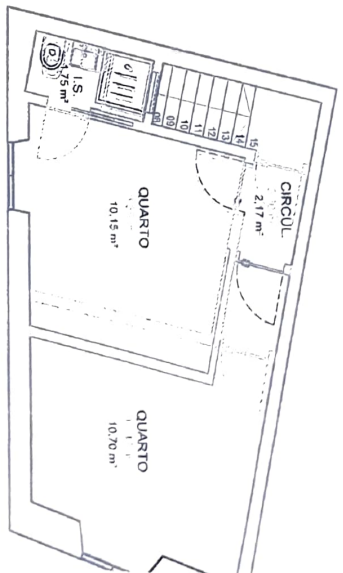 I.S.
1,75 m²
08
09
10
11
12
13
14
15
CIRCUL.
2,17 m²
QUARTO
10.15 m²
QUARTO
10.70 m²